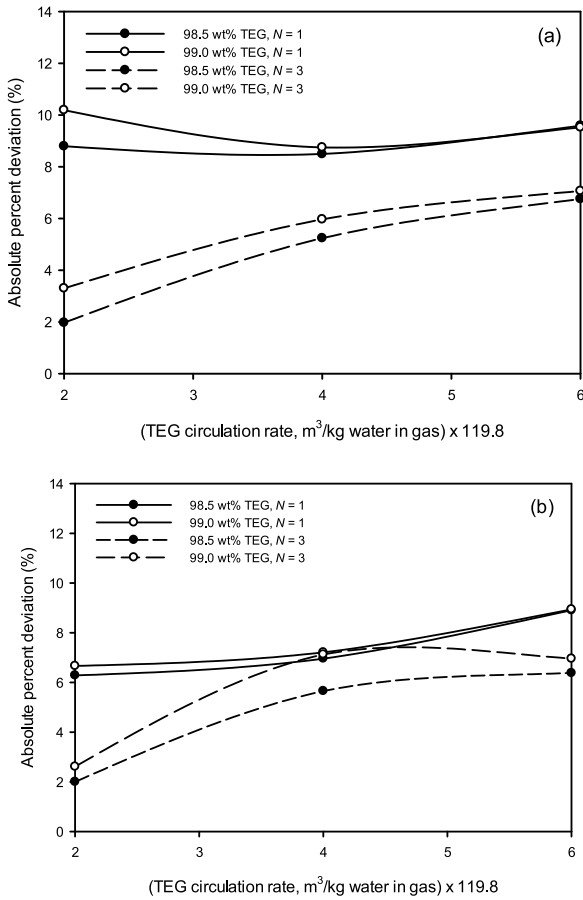 14
12
10
8
6
4
2
0
Absolute percent deviation (%)
98.5 wt% TEG, N = 1
99.0 wt% TEG, N = 1
98.5 wt% TEG, N = 3
99.0 wt% TEG, N = 3
(a)
2 3 4 5 6
(TEG circulation rate, m³/kg water in gas) x 119.8
14
12
10
8
6
4
2
0
Absolute percent deviation (%)
98.5 wt% TEG, N = 1
99.0 wt% TEG, N = 1
98.5 wt% TEG, N = 3
99.0 wt% TEG, N = 3
(b)
2 3 4 5 6
(TEG circulation rate, m³/kg water in gas) x 119.8